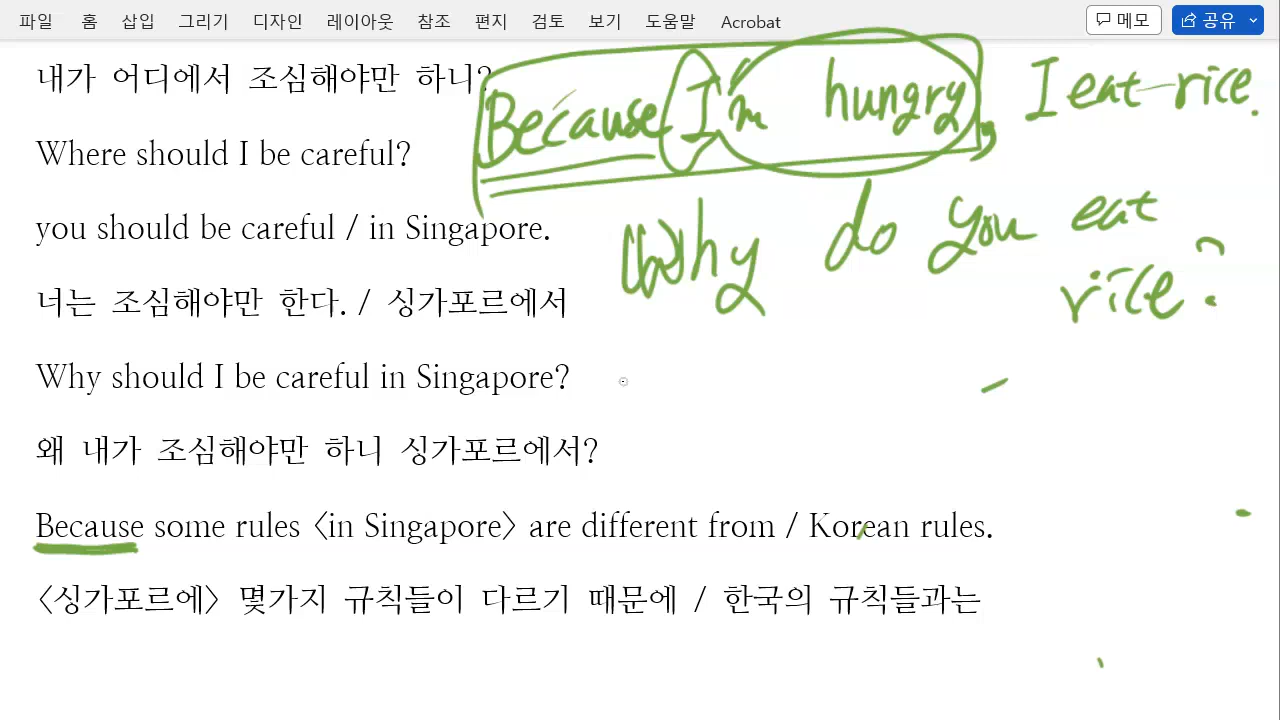 파일 홈 삽입 그리기 디자인 레이아웃 참조 편지 검토 보기 도움말 Acrobat 메모 공유
내가 어디에서 조심해야만 하니?
Because I'm hungry, I eat rice.
Where should I be careful?
you should be careful / in Singapore.
Why do you eat
rice?
너는 조심해야만 한다. / 싱가포르에서
Why should I be careful in Singapore?
왜 내가 조심해야만 하니 싱가포르에서?
Because some rules 〈in Singapore〉 are different from / Korean rules.
〈싱가포르에〉 몇가지 규칙들이 다르기 때문에 / 한국의 규칙들과는